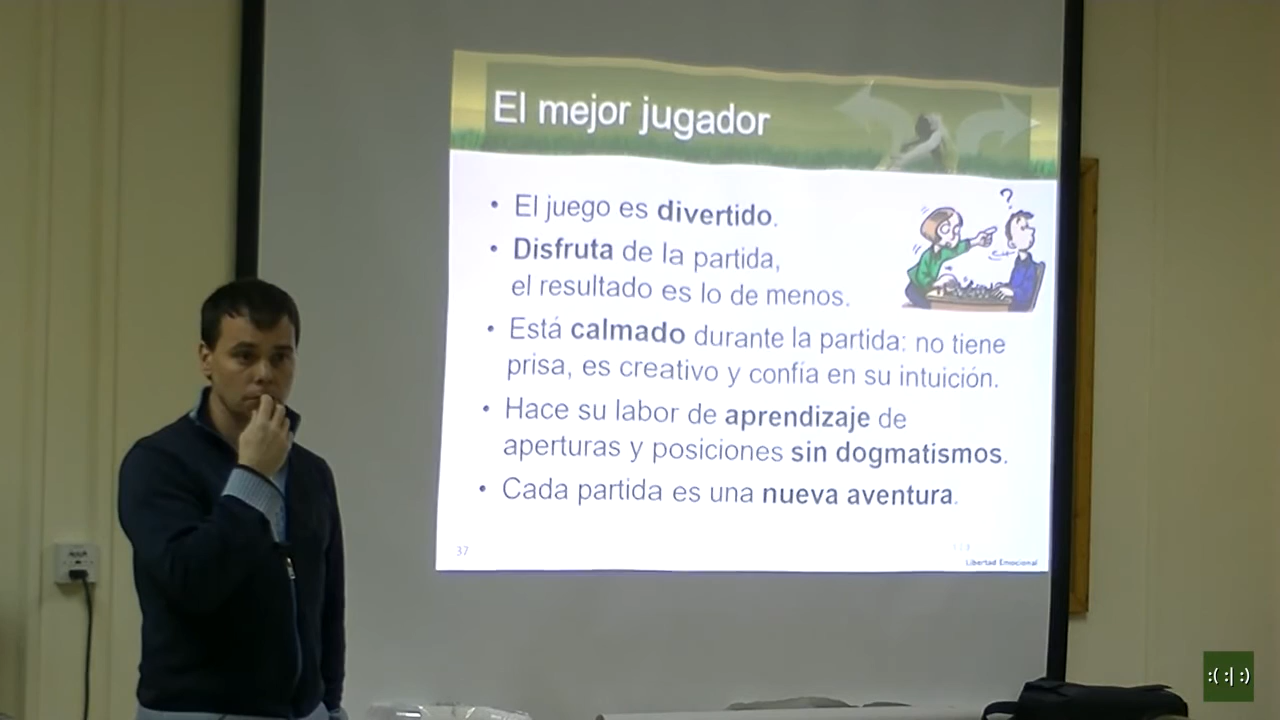 El mejor jugador
• El juego es divertido.
• Disfruta de la partida,
el resultado es lo de menos.
• Está calmado durante la partida: no tiene
prisa, es creativo y confía en su intuición.
• Hace su labor de aprendizaje de
aperturas y posiciones sin dogmatismos.
• Cada partida es una nueva aventura.
?
37
Libertad Emocional
:( :| :)